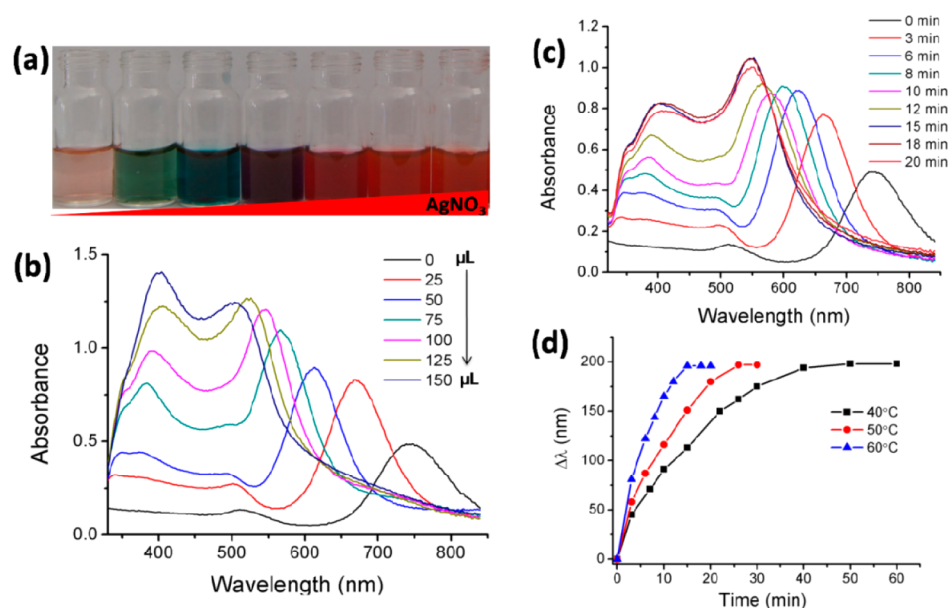 (a)
AgNO₃
(b)
Absorbance
1.5
1.0
0.5
0.0
400 500 600 700 800
Wavelength (nm)
0 µL
25
50
75
100
125
150 µL
(c)
Absorbance
1.2
1.0
0.8
0.6
0.4
0.2
0.0
400 500 600 700 800
Wavelength (nm)
0 min
3 min
6 min
8 min
10 min
12 min
15 min
18 min
20 min
(d)
Δλ (nm)
200
150
100
50
0
0 10 20 30 40 50 60
Time (min)
40°C
50°C
60°C